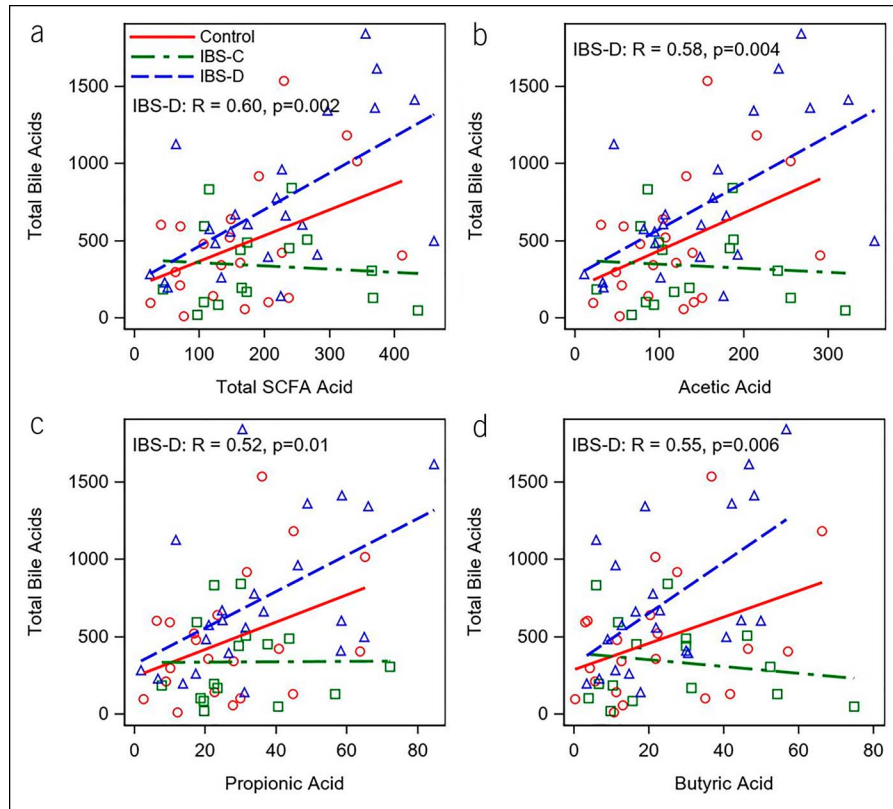 a
Control
IBS-C
IBS-D
IBS-D: R = 0.60, p=0.002
Total Bile Acids
1500
1000
500
0
0
100
200
300
400
Total SCFA Acid
b
IBS-D: R = 0.58, p=0.004
Total Bile Acids
1500
1000
500
0
0
100
200
300
Acetic Acid
c
IBS-D: R = 0.52, p=0.01
Total Bile Acids
1500
1000
500
0
0
20
40
60
80
Propionic Acid
d
IBS-D: R = 0.55, p=0.006
Total Bile Acids
1500
1000
500
0
0
20
40
60
80
Butyric Acid